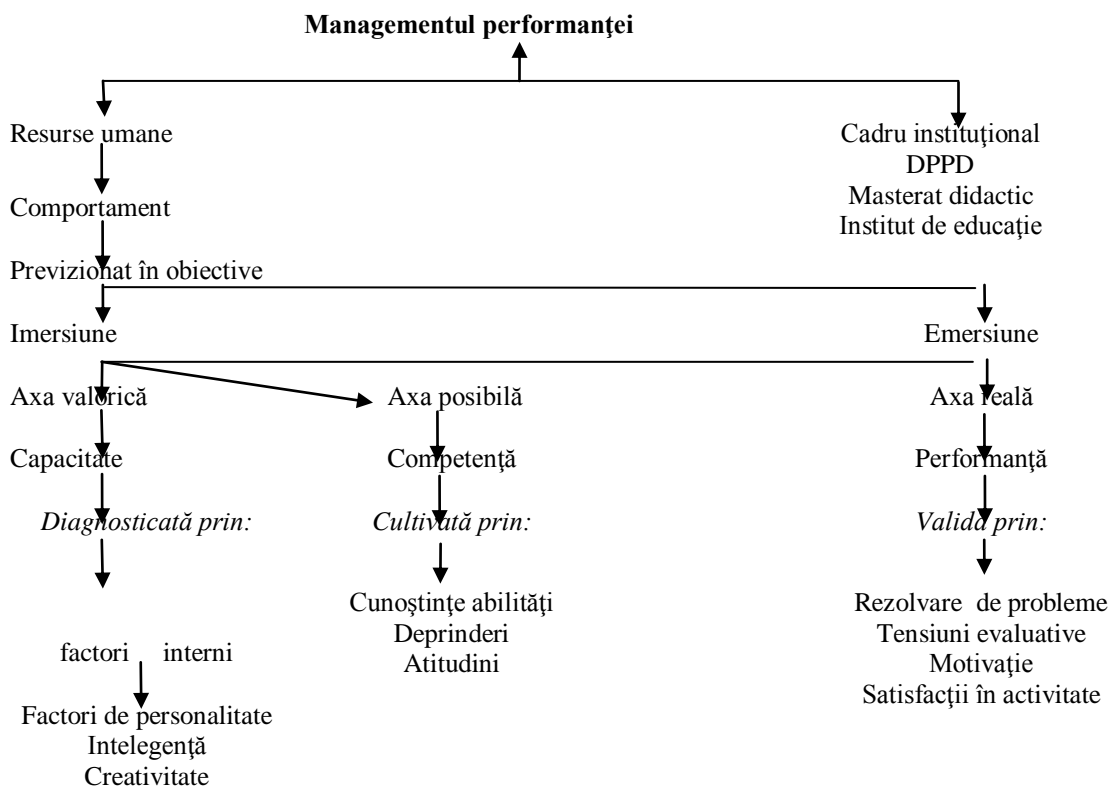 Managementul performanţei
Resurse umane
Cadru instituţional
DPPD
Masterat didactic
Institut de educaţie
Comportament
Previzionat în obiective
Imersiune
Emersiune
Axa valorică
Axa posibilă
Axa reală
Capacitate
Competenţă
Performanţă
Diagnosticată prin:
Cultivată prin:
Valida prin:
Cunoştinţe abilităţi
Deprinderi
Atitudini
Rezolvare de probleme
Tensiuni evaluative
Motivaţie
Satisfacţii în activitate
factori interni
Factori de personalitate
Intelegenţă
Creativitate